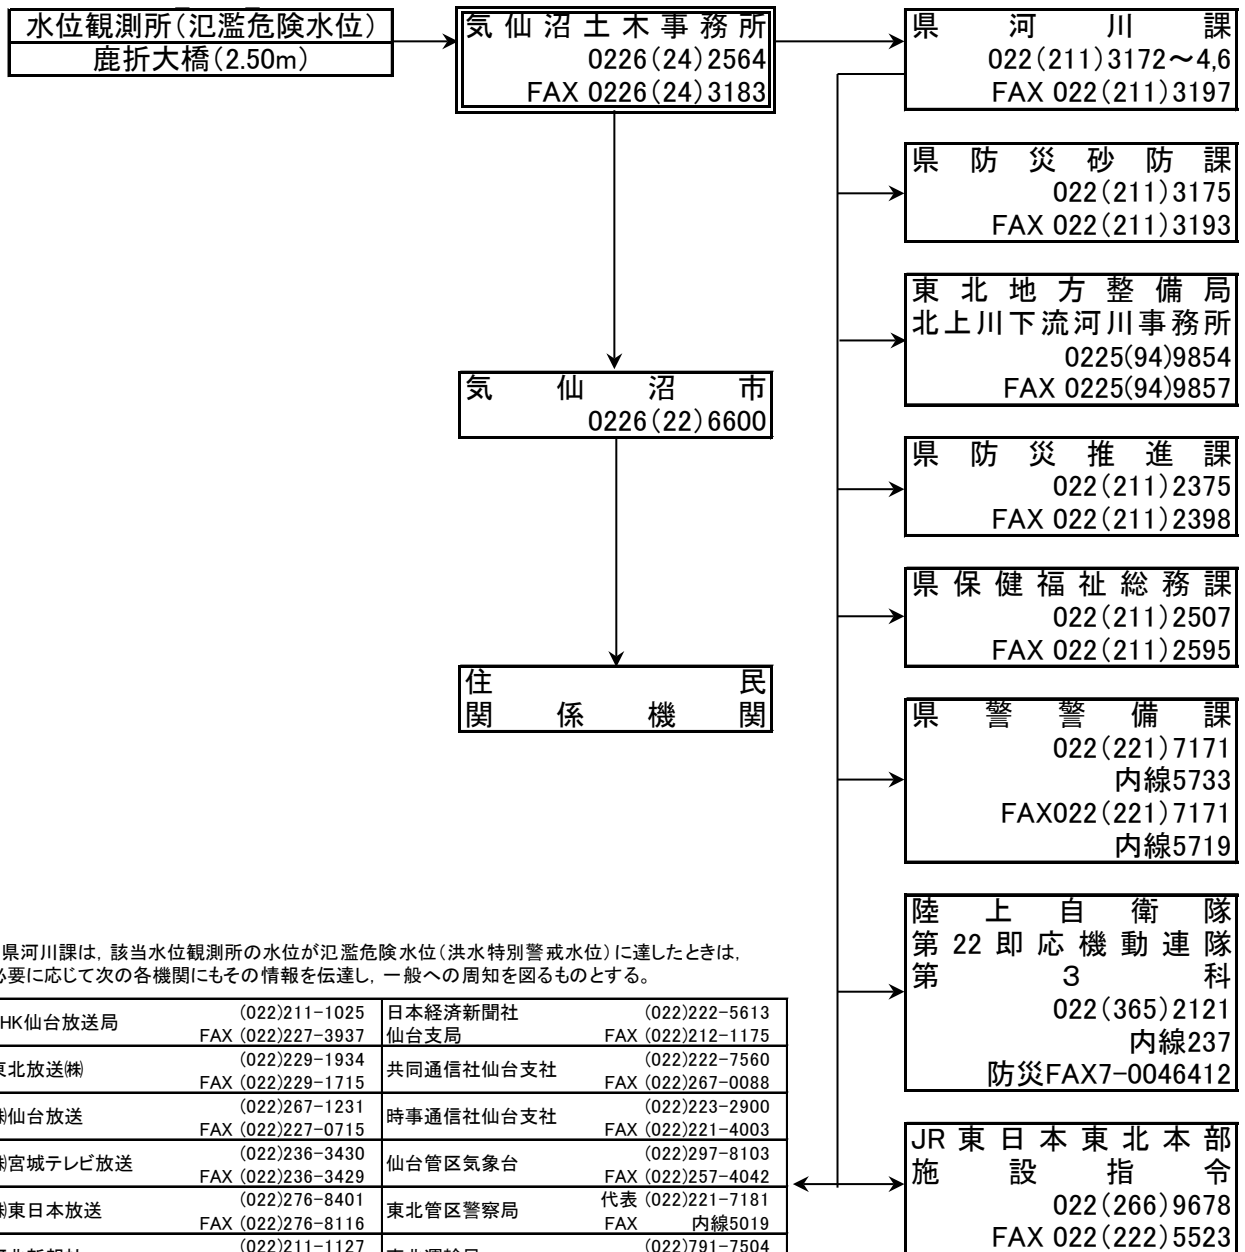 水位観測所(氾濫危険水位)
鹿折大橋(2.50m)
気仙沼土木事務所
0226(24)2564
FAX 0226(24)3183
気仙沼市
0226(22)6600
住民
関係機関
県河川課
022(211)3172～4,6
FAX 022(211)3197
県防災砂防課
022(211)3175
FAX 022(211)3193
東北地方整備局
北上川下流河川事務所
0225(94)9854
FAX 0225(94)9857
県防災推進課
022(211)2375
FAX 022(211)2398
県保健福祉総務課
022(211)2507
FAX 022(211)2595
県警警備課
022(221)7171
内線5733
FAX022(221)7171
内線5719
陸上自衛隊
第22即応機動連隊
第3科
022(365)2121
内線237
防災FAX7-0046412
JR東日本東北本部
施設指令
022(266)9678
FAX 022(222)5523
県河川課は，該当水位観測所の水位が氾濫危険水位(洪水特別警戒水位)に達したときは，
必要に応じて次の各機関にもその情報を伝達し，一般への周知を図るものとする。
HK仙台放送局 (022)211-1025 FAX (022)227-3937
日本経済新聞社 仙台支局 (022)222-5613 FAX (022)212-1175
東北放送㈱ (022)229-1934 FAX (022)229-1715
共同通信社仙台支社 (022)222-7560 FAX (022)267-0088
㈱仙台放送 (022)267-1231 FAX (022)227-0715
時事通信社仙台支社 (022)223-2900 FAX (022)221-4003
㈱宮城テレビ放送 (022)236-3430 FAX (022)236-3429
仙台管区気象台 (022)297-8103 FAX (022)257-4042
㈱東日本放送 (022)276-8401 FAX (022)276-8116
東北管区警察局 代表 (022)221-7181 FAX 内線5019
(022)211-1127
(022)791-7504